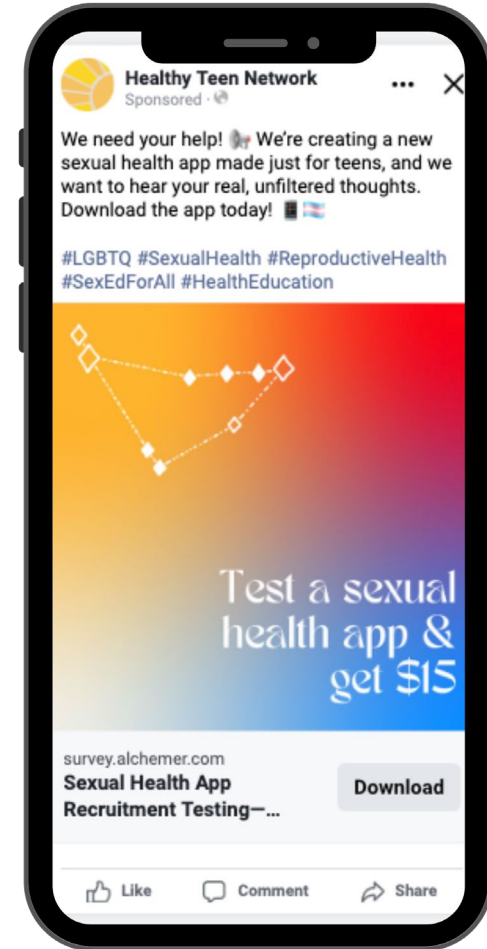 Healthy Teen Network
Sponsored ·
We need your help! We're creating a new
sexual health app made just for teens, and we
want to hear your real, unfiltered thoughts.
Download the app today!
#LGBTQ #SexualHealth #ReproductiveHealth
#SexEdForAll #HealthEducation
Test a sexual
health app &
get $15
survey.alchemer.com
Sexual Health App
Recruitment Testing—...
Download
Like
Comment
Share